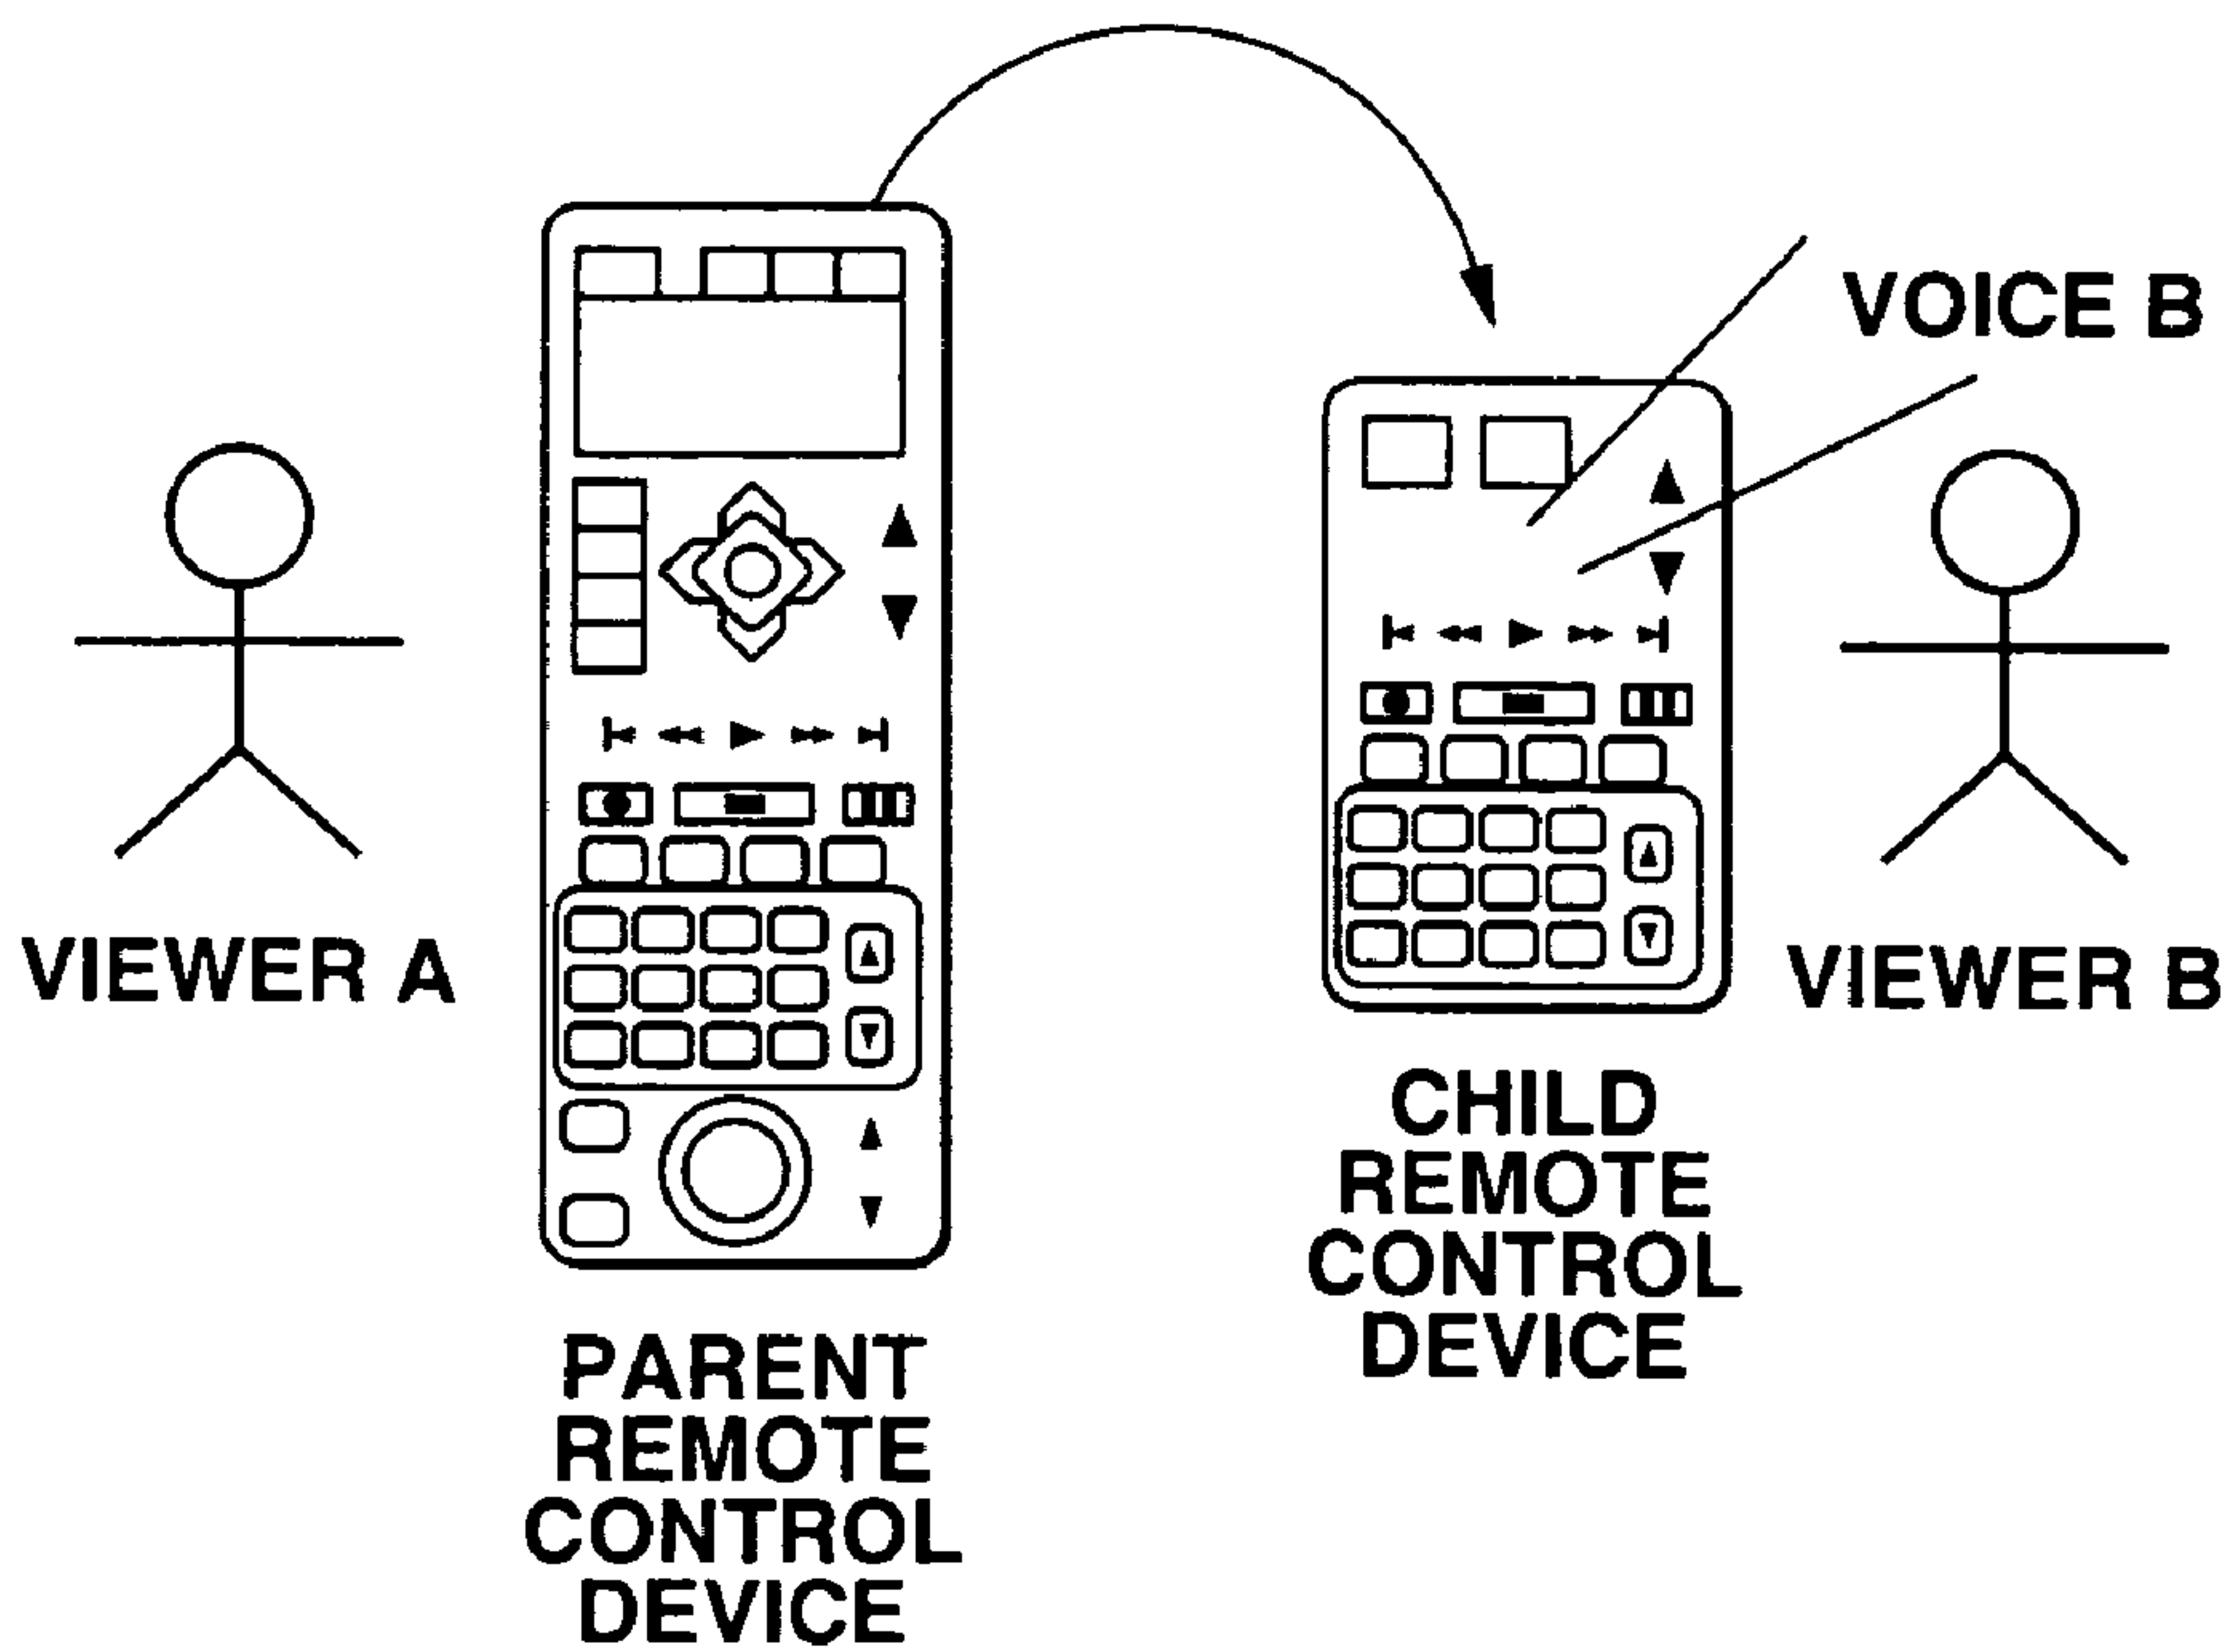 VOICE B
VIEWER A
VIEWER B
CHILD
REMOTE
CONTROL
DEVICE
PARENT
REMOTE
CONTROL
DEVICE